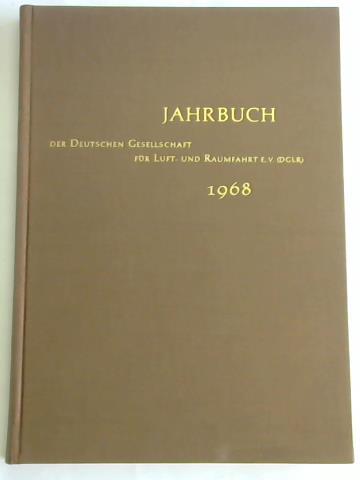 JAHRBUCH
DER DEUTSCHEN GESELLSCHAFT
FÜR LUFT- UND RAUMFAHRT E.V. (DGLR)
1968